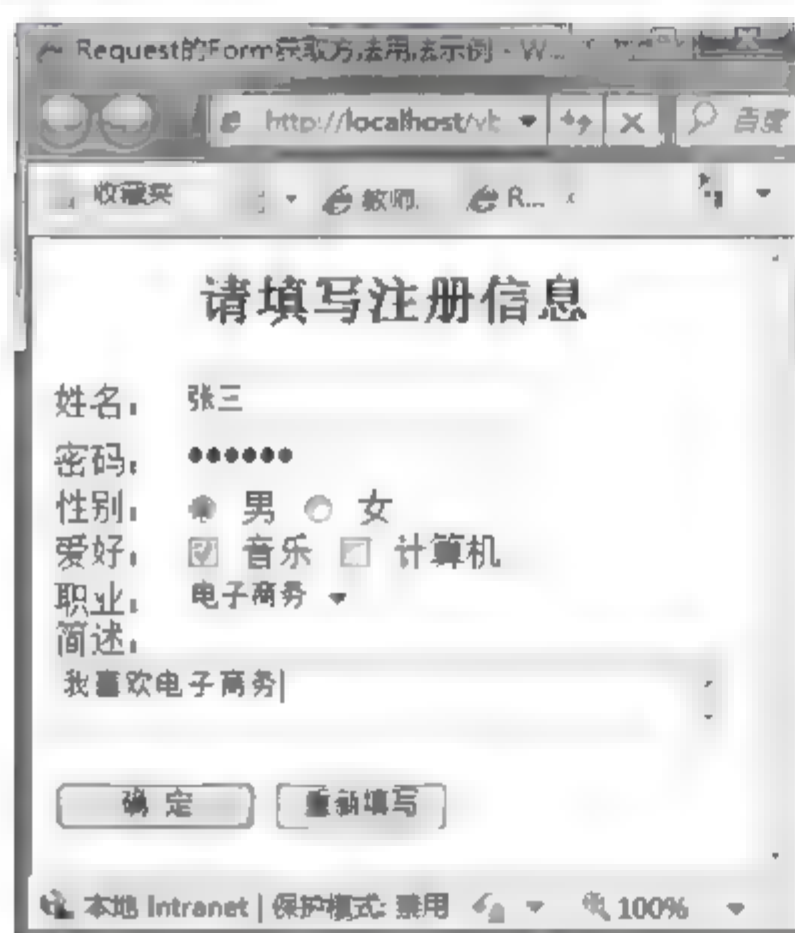 Request的Form获取方法用法示例 - W...
http://localhost/vb 百度
收藏夹 教师. R...
请填写注册信息
姓名: 张三
密码: ••••••
性别: 男 女
爱好: 音乐 计算机
职业: 电子商务
简述:
我喜欢电子商务
确 定 重新填写
本地 Intranet | 保护模式: 禁用 100%